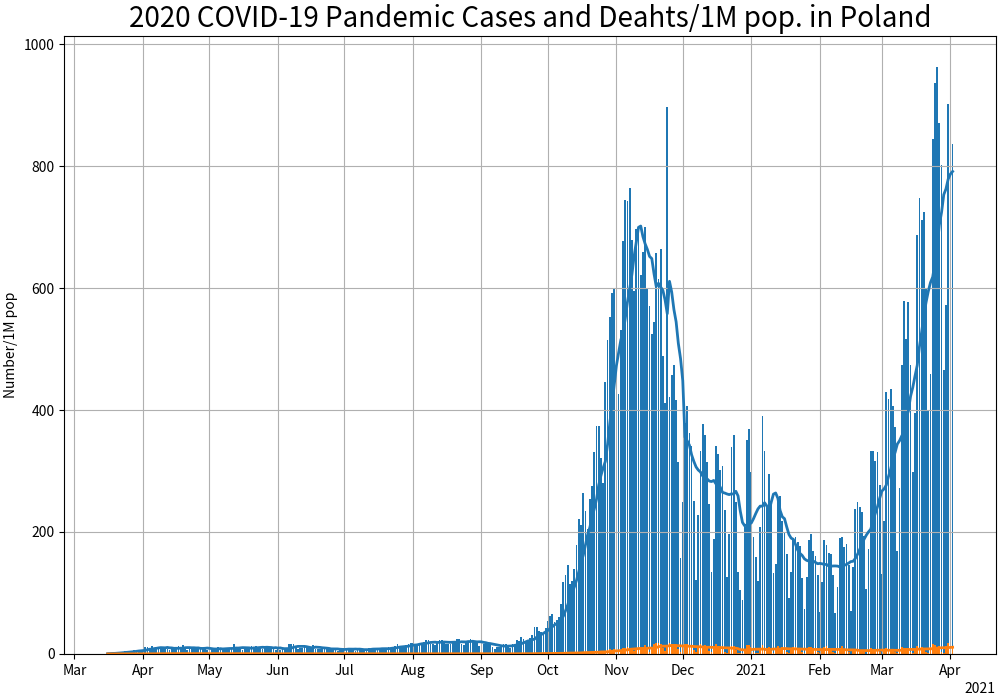 2020 COVID-19 Pandemic Cases and Deahts/1M pop. in Poland
Number/1M pop
1000
800
600
400
200
0
Mar Apr May Jun Jul Aug Sep Oct Nov Dec 2021 Feb Mar Apr
2021